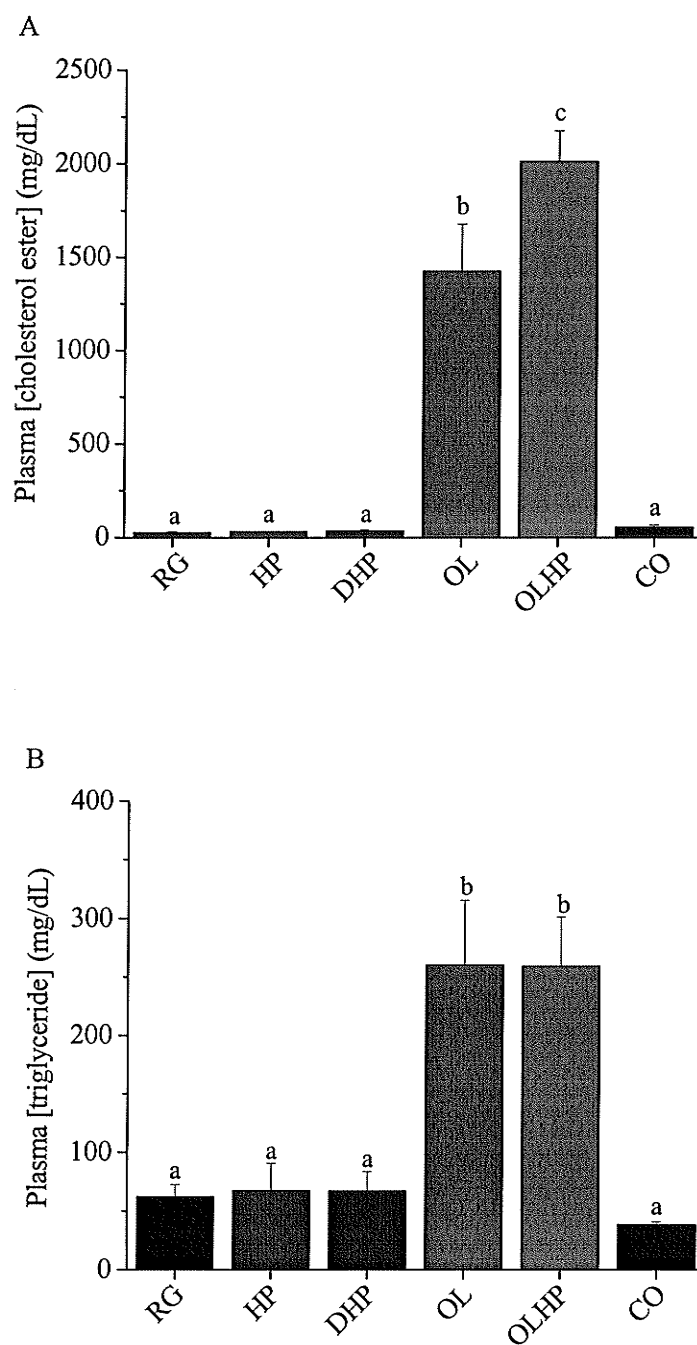 A
Plasma [cholesterol ester] (mg/dL)
2500
2000
1500
1000
500
0
a
a
a
b
c
a
RG
HP
DHP
OL
OLHP
CO
B
Plasma [triglyceride] (mg/dL)
400
300
200
100
0
a
a
a
b
b
a
RG
HP
DHP
OL
OLHP
CO